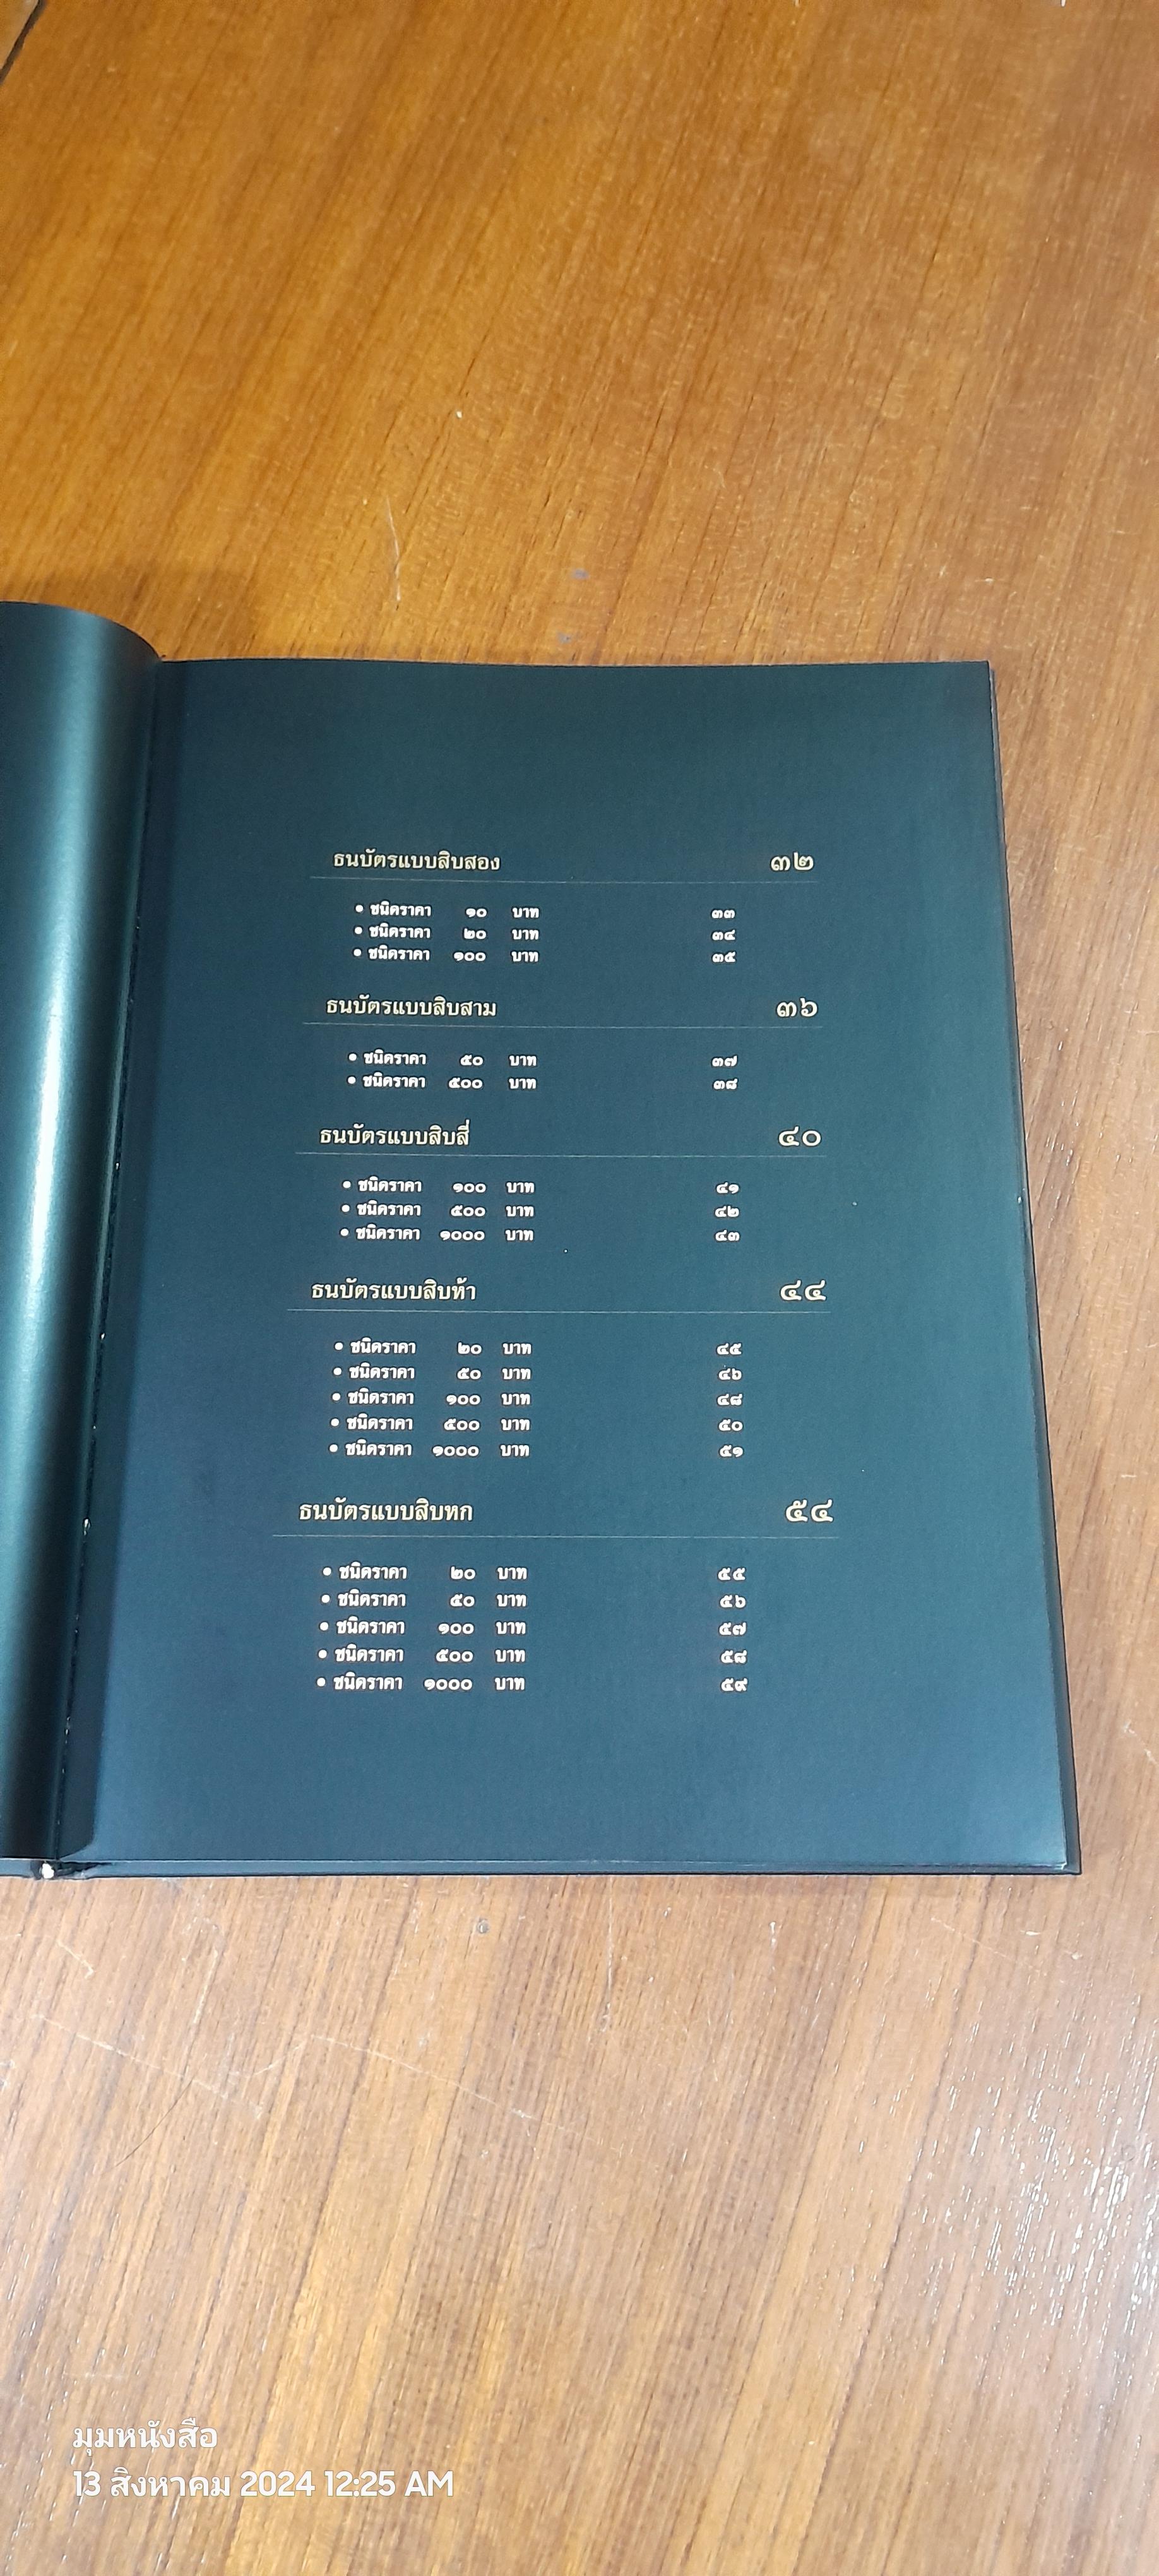 ธนบัตรแบบสิบสอง ๓๒
• ชนิดราคา ๑๐ บาท ๓๓
• ชนิดราคา ๒๐ บาท ๓๔
• ชนิดราคา ๑๐๐ บาท ๓๕
ธนบัตรแบบสิบสาม ๓๖
• ชนิดราคา ๕๐ บาท ๓๗
• ชนิดราคา ๕๐๐ บาท ๓๘
ธนบัตรแบบสิบสี่ ๔๐
• ชนิดราคา ๑๐๐ บาท ๔๑
• ชนิดราคา ๕๐๐ บาท ๔๒
• ชนิดราคา ๑๐๐๐ บาท ๔๓
ธนบัตรแบบสิบห้า ๔๔
• ชนิดราคา ๒๐ บาท ๔๕
• ชนิดราคา ๕๐ บาท ๔๖
• ชนิดราคา ๑๐๐ บาท ๔๘
• ชนิดราคา ๕๐๐ บาท ๕๐
• ชนิดราคา ๑๐๐๐ บาท ๕๑
ธนบัตรแบบสิบหก ๕๔
• ชนิดราคา ๒๐ บาท ๕๕
• ชนิดราคา ๕๐ บาท ๕๖
• ชนิดราคา ๑๐๐ บาท ๕๗
• ชนิดราคา ๕๐๐ บาท ๕๘
• ชนิดราคา ๑๐๐๐ บาท ๕๙
มุมหนังสือ
13 สิงหาคม 2024 12:25 AM